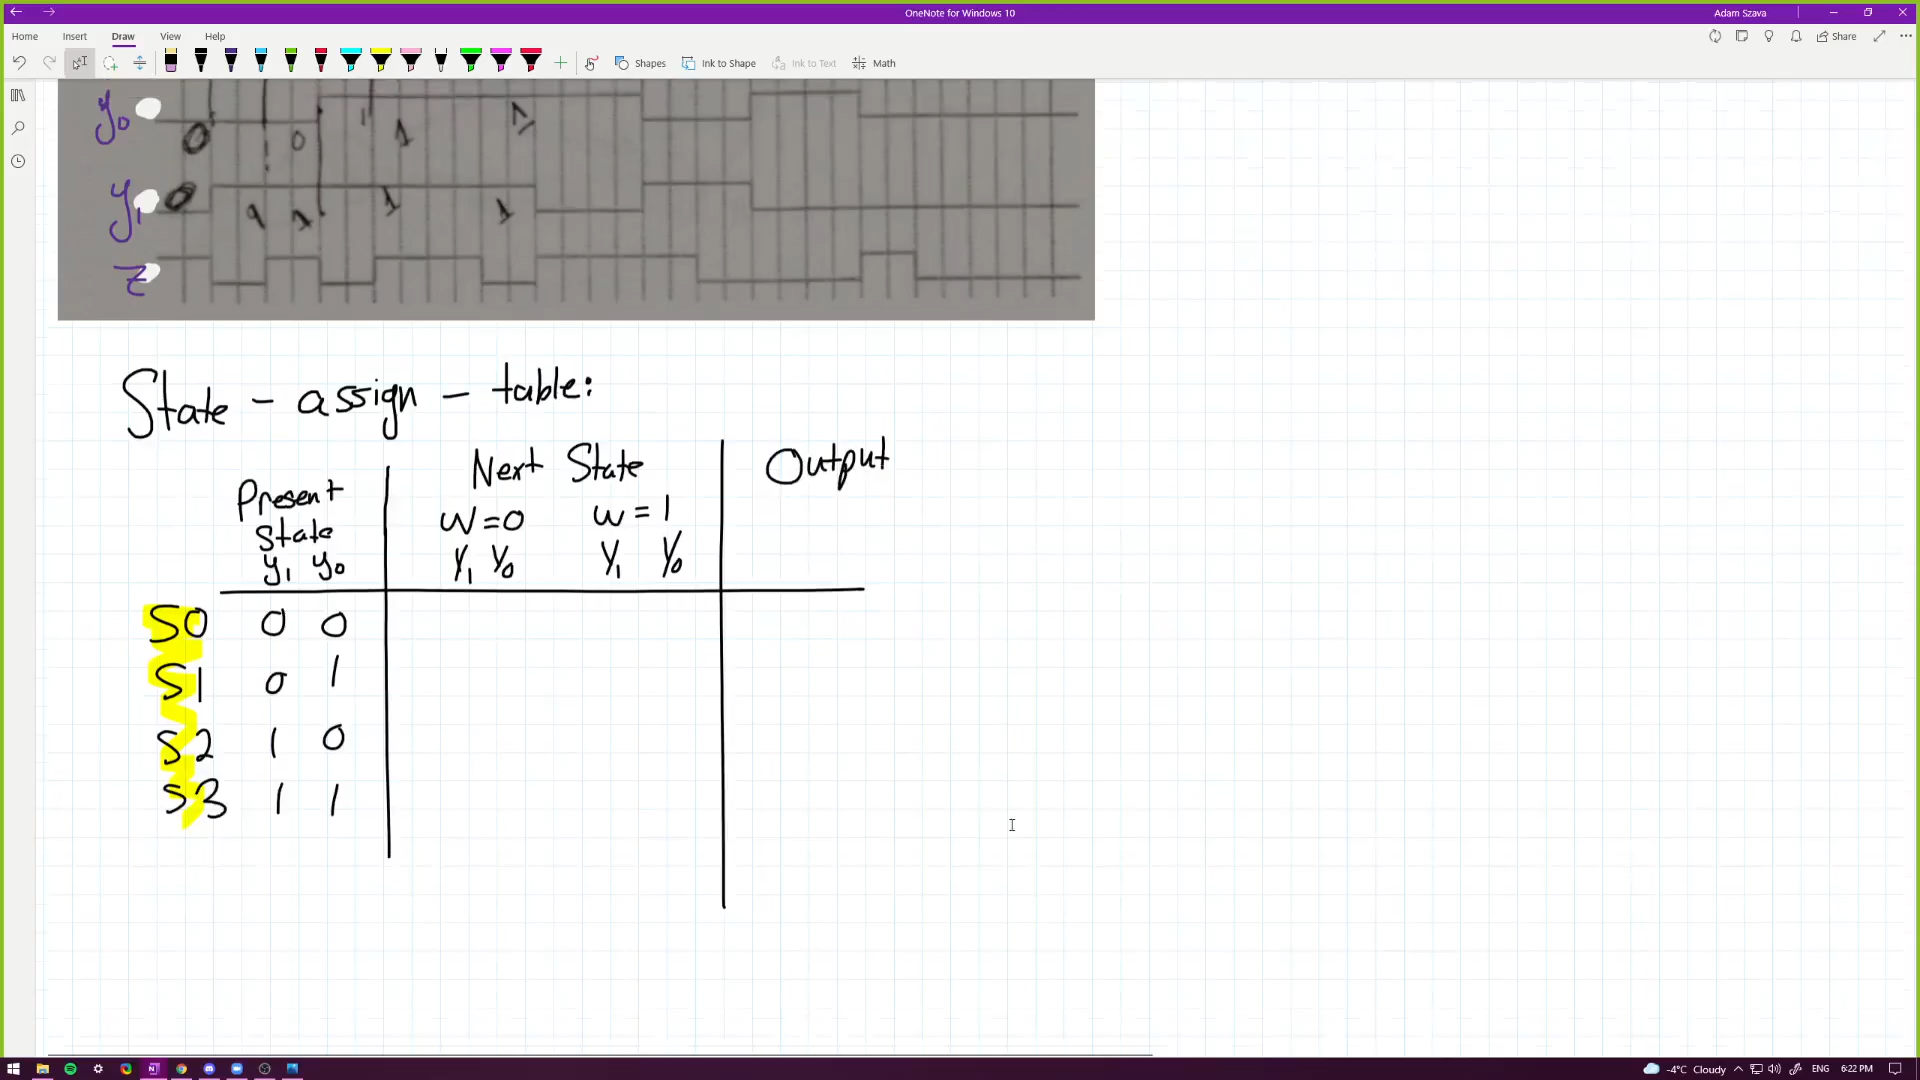 OneNote for Windows 10
Adam Szava
Home Insert Draw View Help
Share
Shapes Ink to Shape Ink to Text Math
y0 0 0 1 1 1
y1 0 1 1 1 1
z
State - assign - table:
Present State y1 y0
Next State
w=0 w=1
Y1 Y0 Y1 Y0
Output
S0 0 0
S1 0 1
S2 1 0
S3 1 1
-4°C Cloudy ENG 6:22 PM